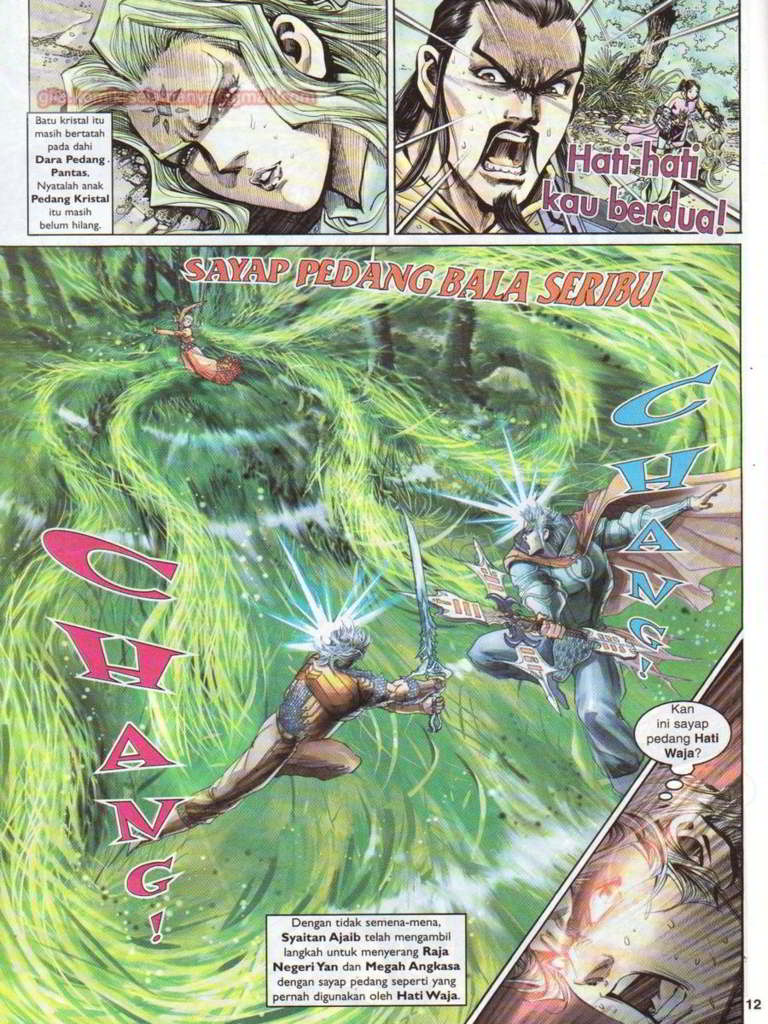 Batu kristal itu
masih bertatah
pada dahi
Dara Pedang
Pantas.
Nyatalah anak
Pedang Kristal
itu masih
belum hilang.
Hati-hati
kau berdua!
SAYAP PEDANG BALA SERIBU
CHANG!
CHANG!
Kan
ini sayap
pedang Hati
Waja?
Dengan tidak semena-mena,
Syaitan Ajaib telah mengambil
langkah untuk menyerang Raja
Negeri Yan dan Megah Angkasa
dengan sayap pedang seperti yang
pernah digunakan oleh Hati Waja.
12